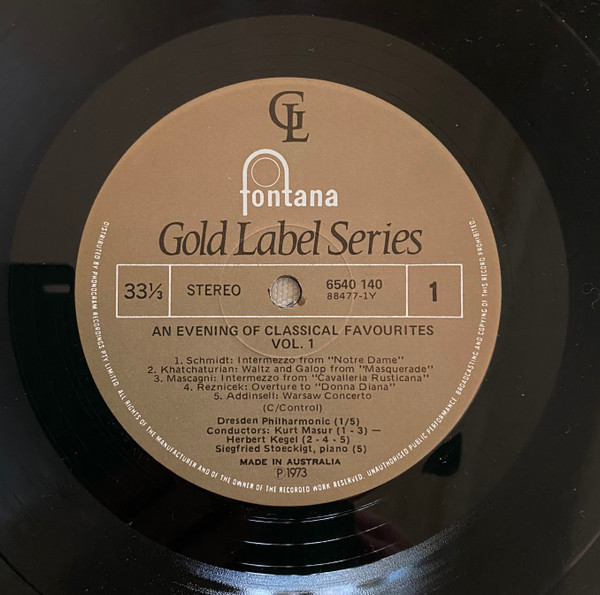 GL
fontana
Gold Label Series
33⅓ STEREO 6540 140 1
88477-1Y
AN EVENING OF CLASSICAL FAVOURITES
VOL. 1
1. Schmidt: Intermezzo from "Notre Dame"
2. Khatchaturian: Waltz and Galop from "Masquerade"
3. Mascagni: Intermezzo from "Cavalleria Rusticana"
4. Reznicek: Overture to "Donna Diana"
5. Addinsell: Warsaw Concerto
(C/Control)
Dresden Philharmonic (1/5)
Conductors: Kurt Masur (1 - 3) —
Herbert Kegel (2 - 4 - 5)
Siegfried Stoeckigt, piano (5)
MADE IN AUSTRALIA
℗ 1973
DISTRIBUTED BY PHONOGRAM RECORDINGS PTY. LIMITED. ALL RIGHTS OF THE MANUFACTURER AND OF THE OWNER OF THE RECORDED WORK RESERVED. UNAUTHORISED PUBLIC PERFORMANCE, BROADCASTING AND COPYING OF THIS RECORD PROHIBITED.